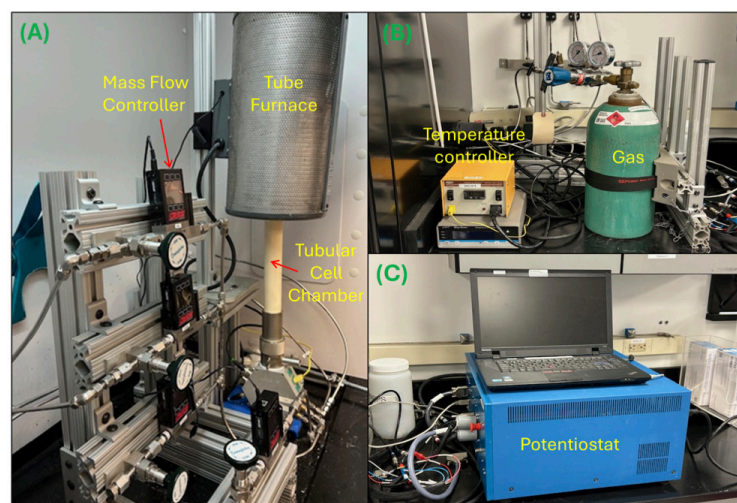 (A)
Mass Flow
Controller
Tube
Furnace
Tubular
Cell
Chamber
(B)
Temperature
controller
Gas
(C)
Potentiostat